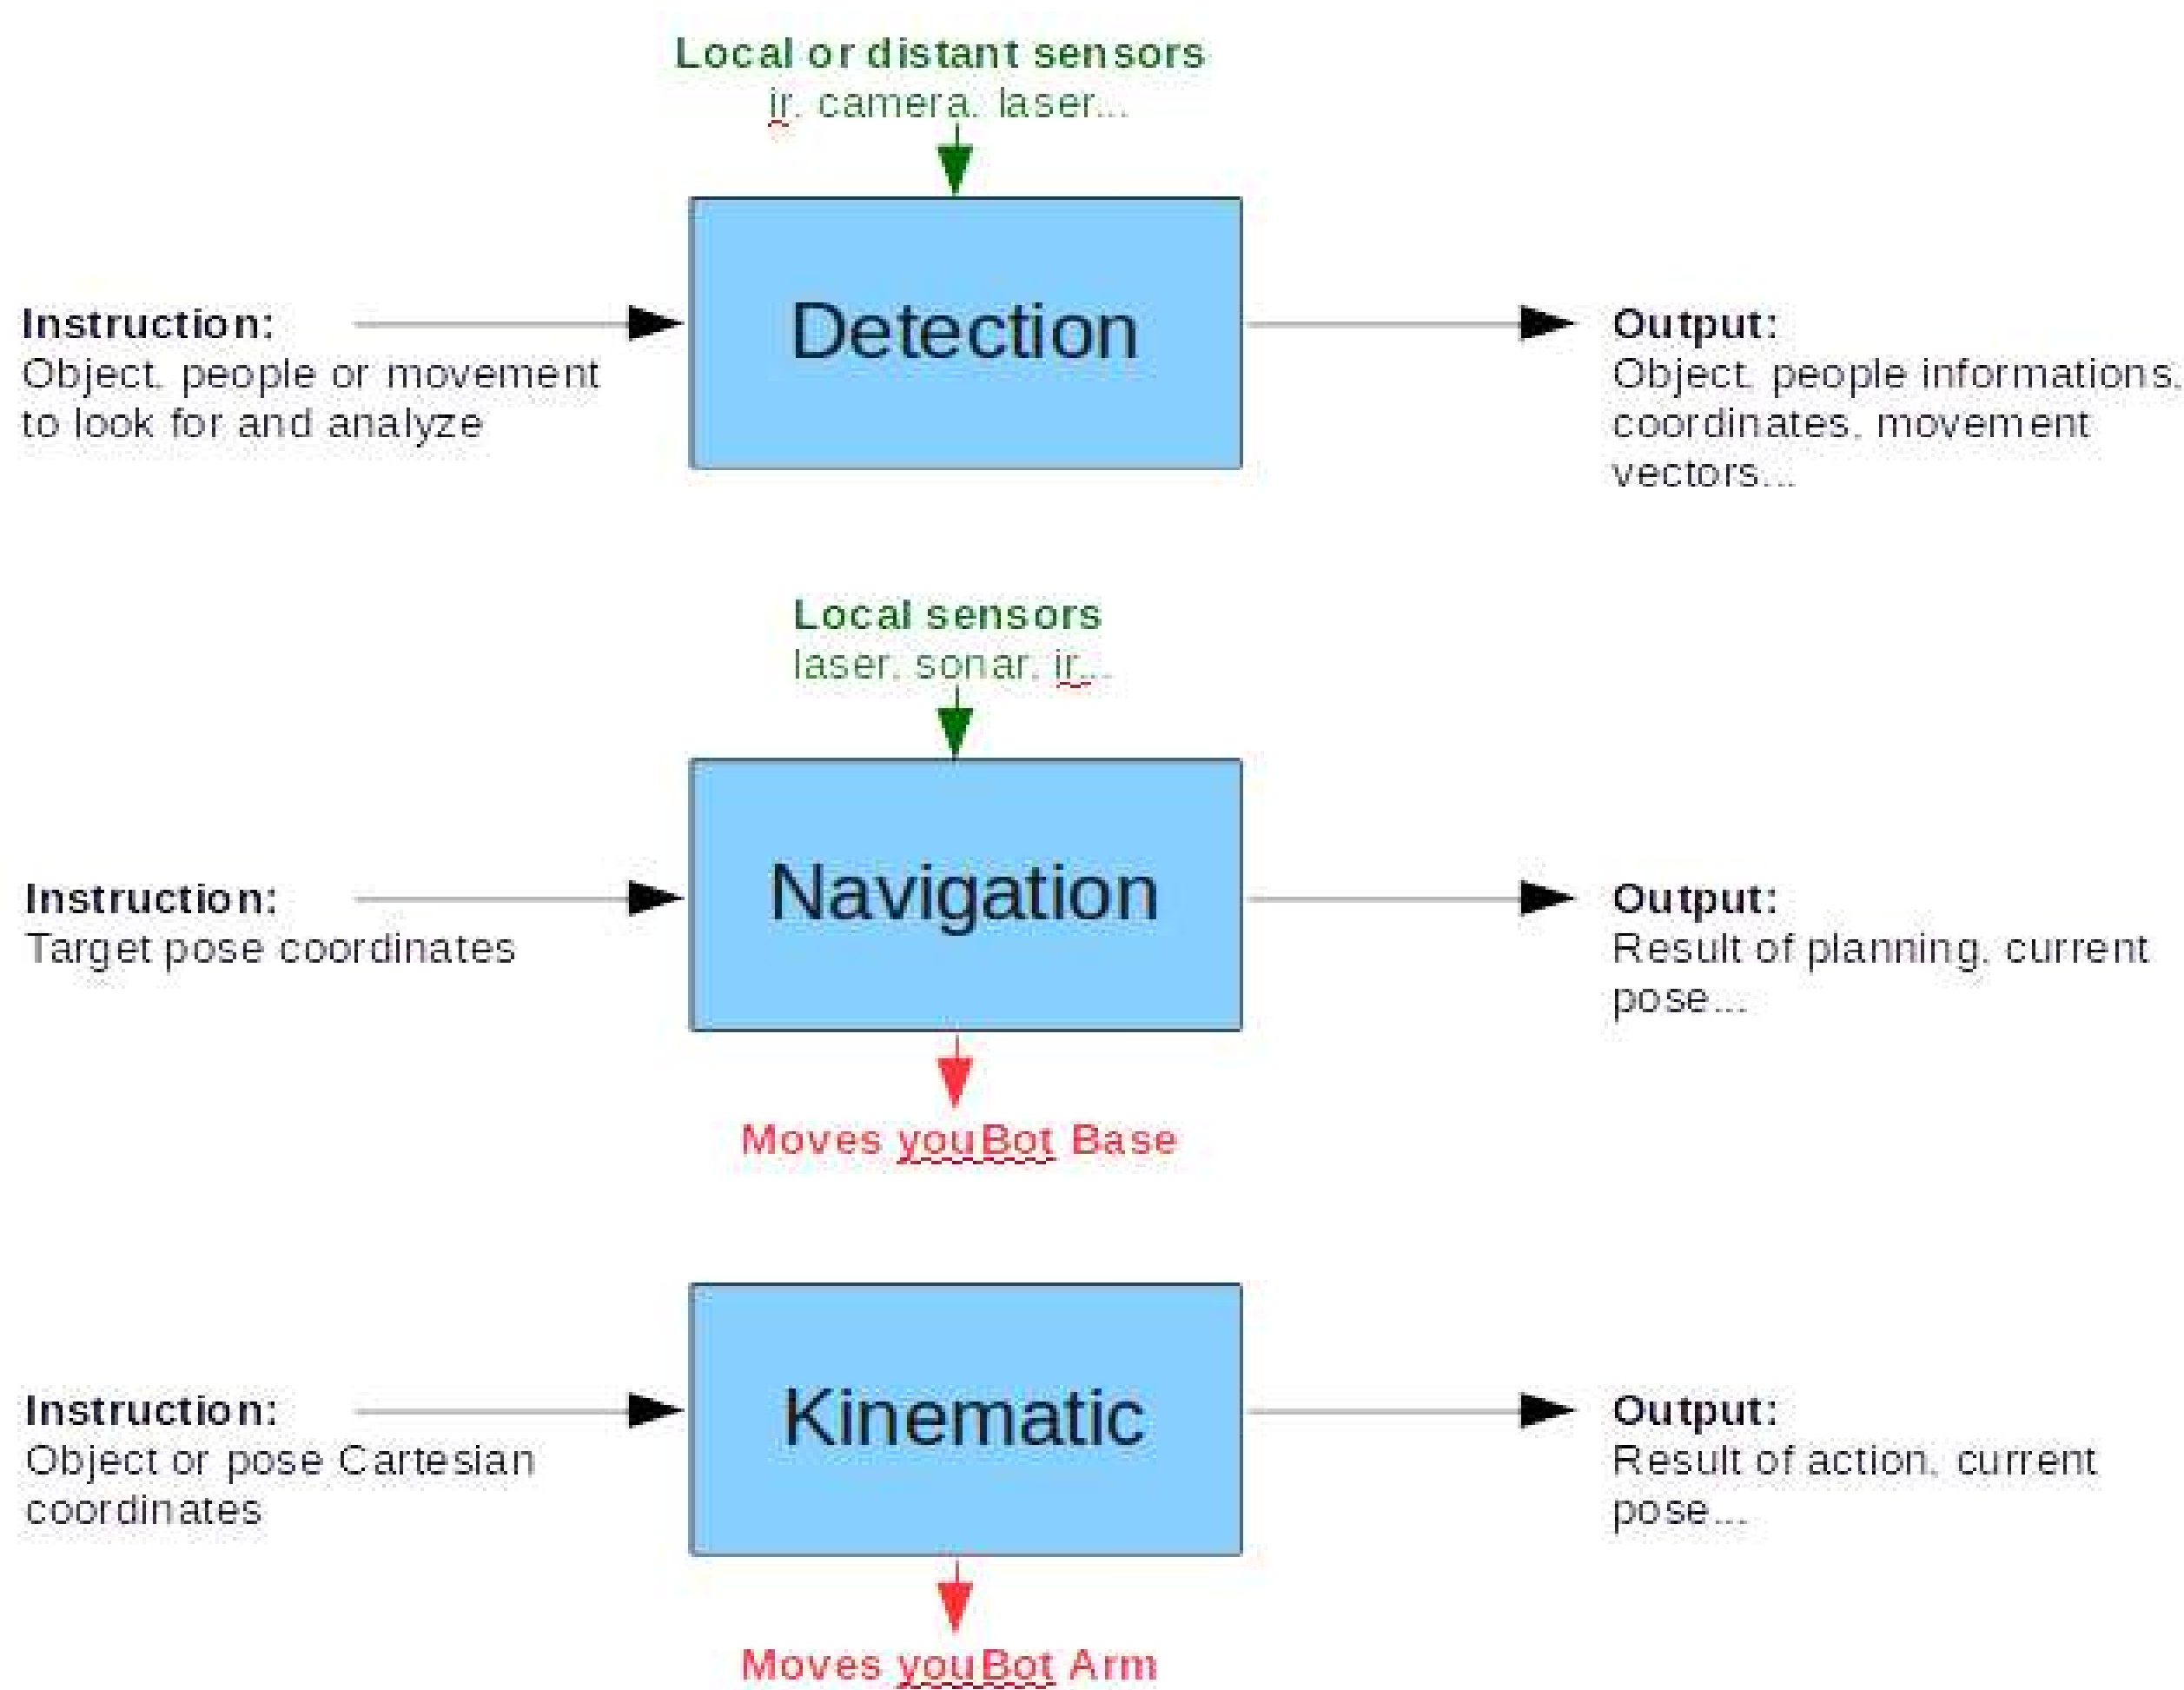 Local or distant sensors
ir, camera, laser...
Detection
Instruction:
Object, people or movement
to look for and analyze
Output:
Object, people informations,
coordinates, movement
vectors...
Local sensors
laser, sonar, ir...
Navigation
Instruction:
Target pose coordinates
Output:
Result of planning, current
pose...
Moves youBot Base
Kinematic
Instruction:
Object or pose Cartesian
coordinates
Output:
Result of action, current
pose...
Moves youBot Arm